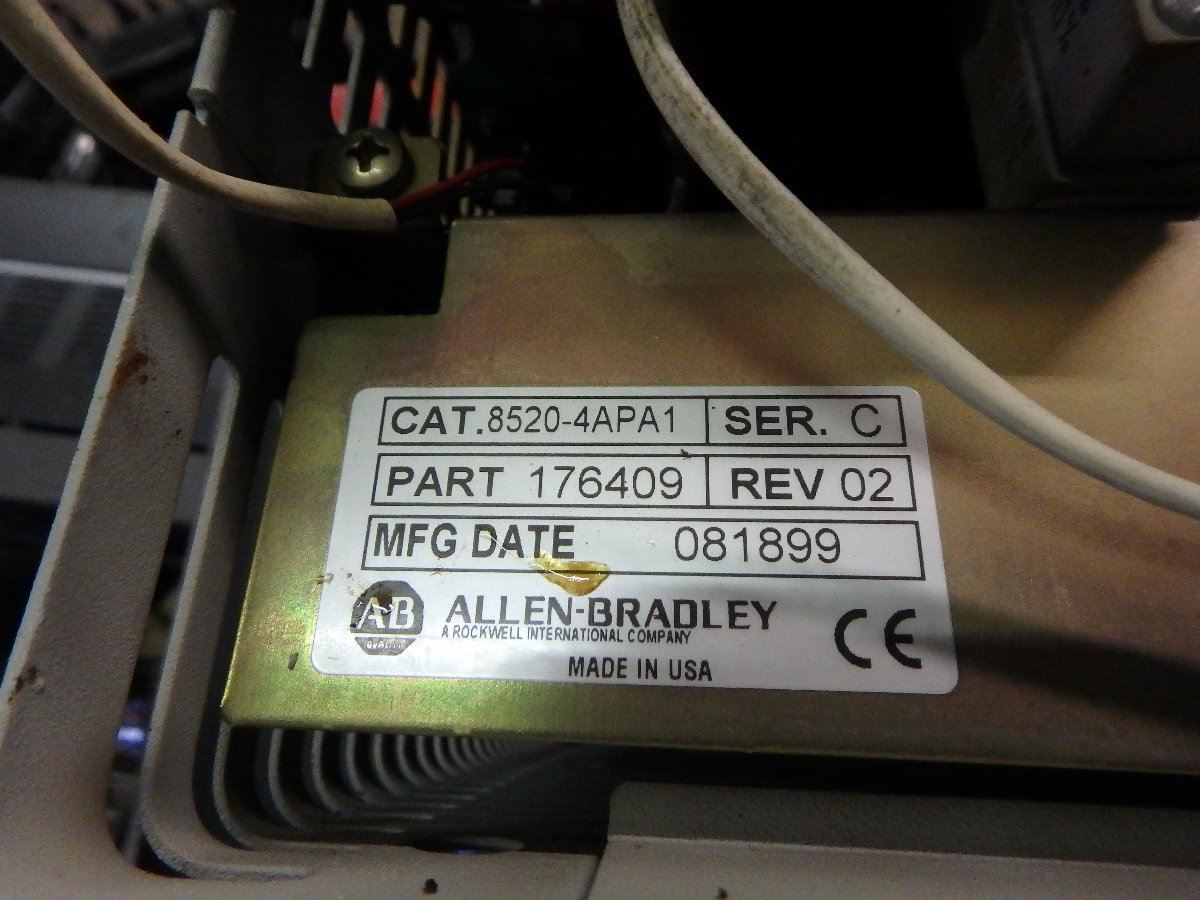 CAT. 8520-4APA1 SER. C
PART 176409 REV 02
MFG DATE 081899
AB ALLEN-BRADLEY
A ROCKWELL INTERNATIONAL COMPANY
MADE IN USA
CE